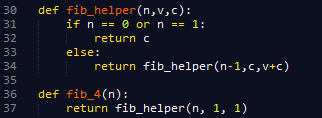 30 def fib_helper(n,v,c):
31     if n == 0 or n == 1:
32         return c
33     else:
34         return fib_helper(n-1,c,v+c)
35
36 def fib_4(n):
37     return fib_helper(n, 1, 1)